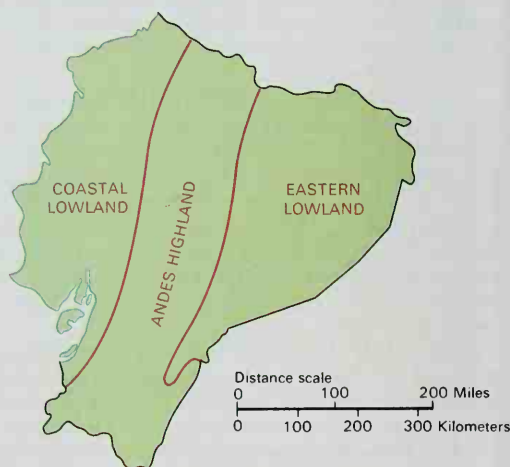 COASTAL
LOWLAND
ANDES HIGHLAND
EASTERN
LOWLAND
Distance scale
0 100 200 Miles
0 100 200 300 Kilometers